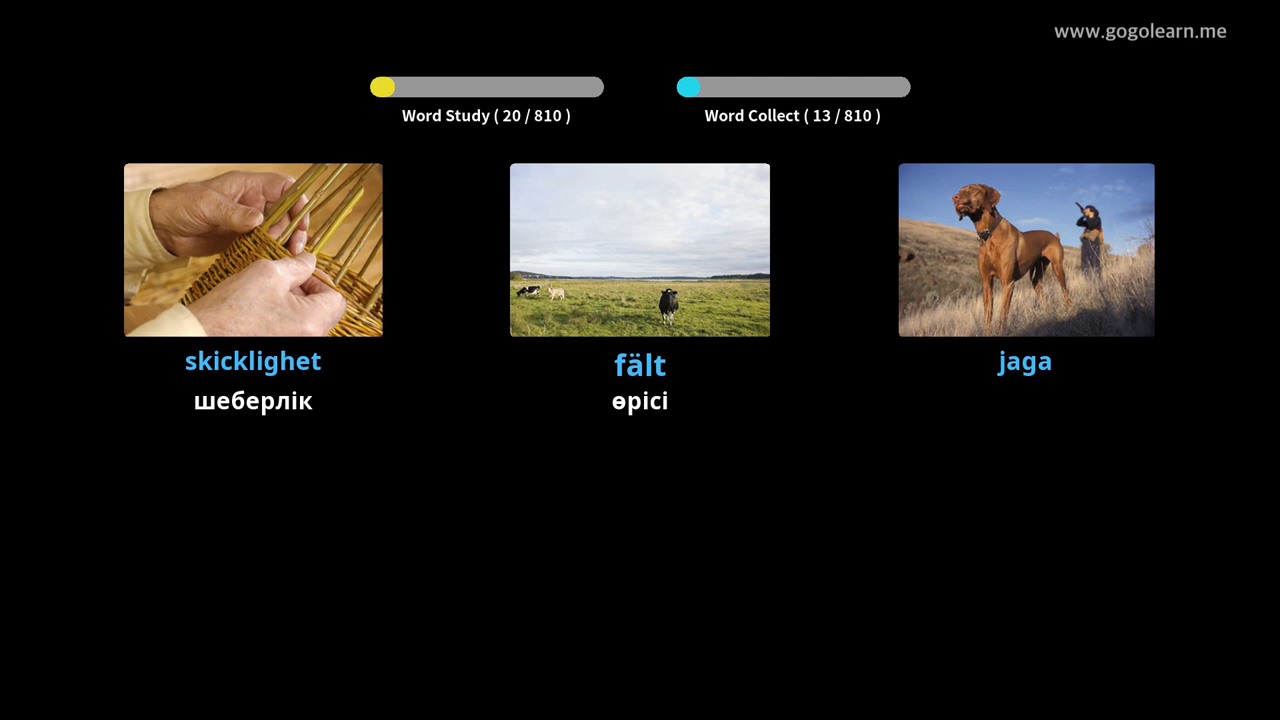 www.gogolearn.me
Word Study ( 20 / 810 )
Word Collect ( 13 / 810 )
skicklighet
шеберлік
fält
өрісі
jaga